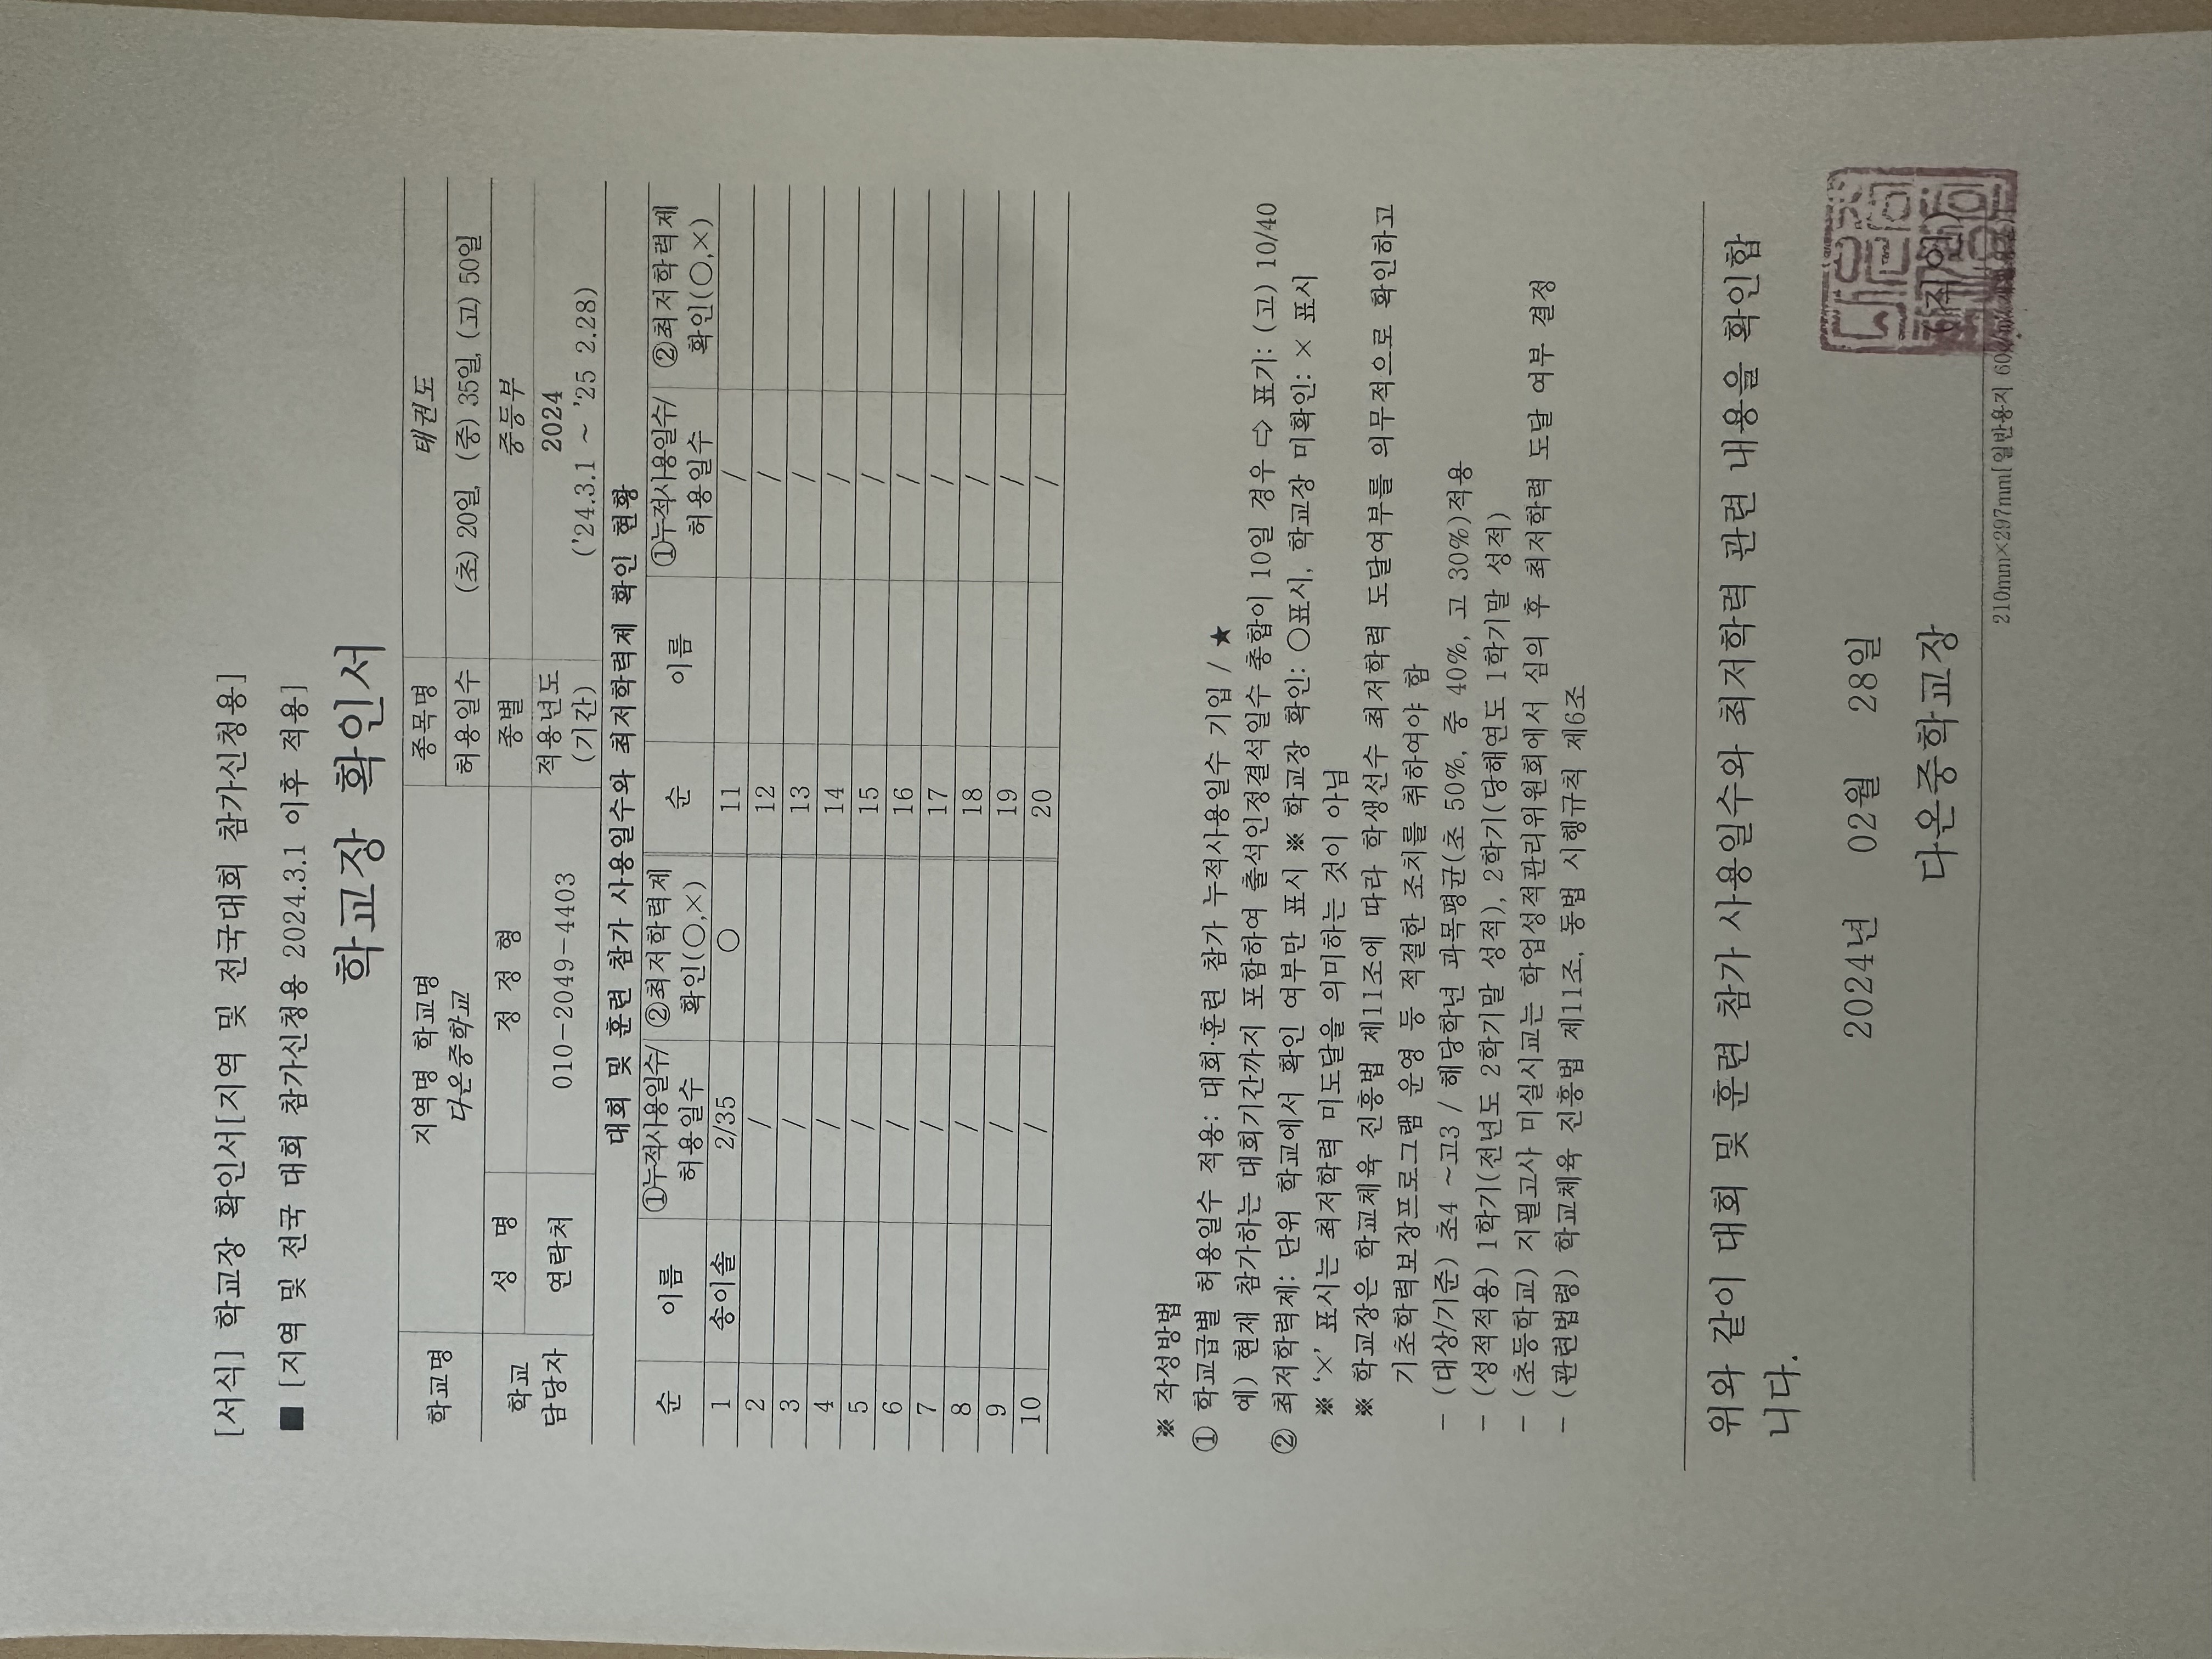 [서식] 학교장 확인서[지역 및 전국대회 참가신청용]
■ [지역 및 전국 대회 참가신청용 2024.3.1 이후 적용]
학교장 확인서
학교명 지역명 학교명 종목명 태권도
다온중학교 허용일수 (초) 20일, (중) 35일, (고) 50일
학교 담당자 성 명 정 정 형 종별 중등부
연락처 010-2049-4403 적용년도 (기간) 2024
('24.3.1 ~ '25 2.28)
대회 및 훈련 참가 사용일수와 최저학력제 확인 현황
순 이름 ①누적사용일수/ ②최저학력제 순 이름 ①누적사용일수/ ②최저학력제
허용일수 확인(○,×) 허용일수 확인(○,×)
1 송이솔 2/35 ○ 11 /
2 / 12 /
3 / 13 /
4 / 14 /
5 / 15 /
6 / 16 /
7 / 17 /
8 / 18 /
9 / 19 /
10 / 20 /
※ 작성방법
① 학교급별 허용일수 적용: 대회·훈련 참가 누적사용일수 기입 / ★
예) 현재 참가하는 대회기간까지 포함하여 출석인정결석일수 총합이 10일 경우 ⇨ 표기: (고) 10/40
② 최저학력제: 단위 학교에서 확인 여부만 표시 ※ 학교장 확인: ○표시, 학교장 미확인: × 표시
※ ‘×’ 표시는 최저학력 미도달을 의미하는 것이 아님
※ 학교장은 학교체육 진흥법 제11조에 따라 학생선수 최저학력 도달여부를 의무적으로 확인하고
기초학력보장프로그램 운영 등 적절한 조치를 취하여야 함
- (대상/기준) 초4 ~고3 / 해당학년 과목평균(초 50%, 중 40%, 고 30%)적용
- (성적적용) 1학기(전년도 2학기말 성적), 2학기(당해연도 1학기말 성적)
- (초등학교) 지필고사 미실시교는 학업성적관리위원회에서 심의 후 최저학력 도달 여부 결정
- (관련법령) 학교체육 진흥법 제11조, 동법 시행규칙 제6조
위와 같이 대회 및 훈련 참가 사용일수와 최저학력 관련 내용을 확인합
니다.
2024년 02월 28일
다온중학교장 (직인)
210mm×297mm[일반용지